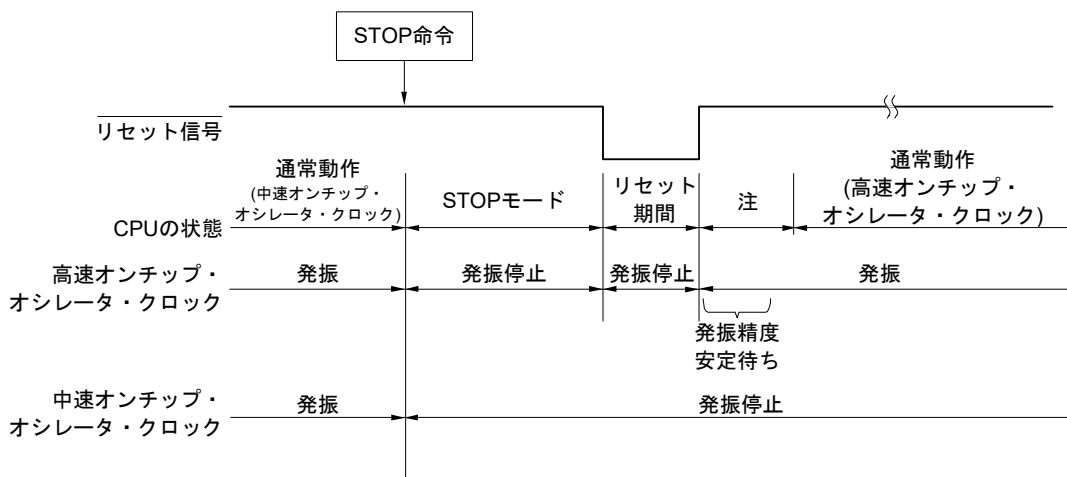 STOP命令
リセット信号
通常動作
(中速オンチップ・
オシレータ・クロック)
STOPモード
リセット
期間
注
通常動作
(高速オンチップ・
オシレータ・クロック)
CPUの状態
高速オンチップ・
オシレータ・クロック
発振
発振停止
発振停止
発振
発振精度
安定待ち
中速オンチップ・
オシレータ・クロック
発振
発振停止